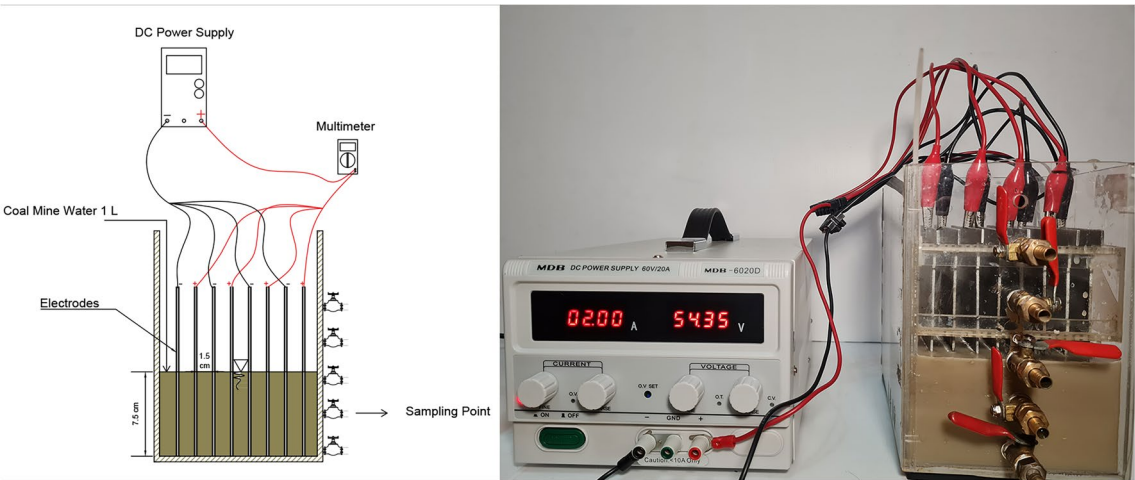 DC Power Supply
− +
Multimeter
Coal Mine Water 1 L
- + - + - + - +
Electrodes
1.5
cm
7.5 cm
Sampling Point
MDB DC POWER SUPPLY 60V/20A MDB -6020D
02.00 A 54.35 V
CURRENT VOLTAGE
O.V SET
O.V O.T. C.V.
ON OFF
− GND +
Caution:<10A Only